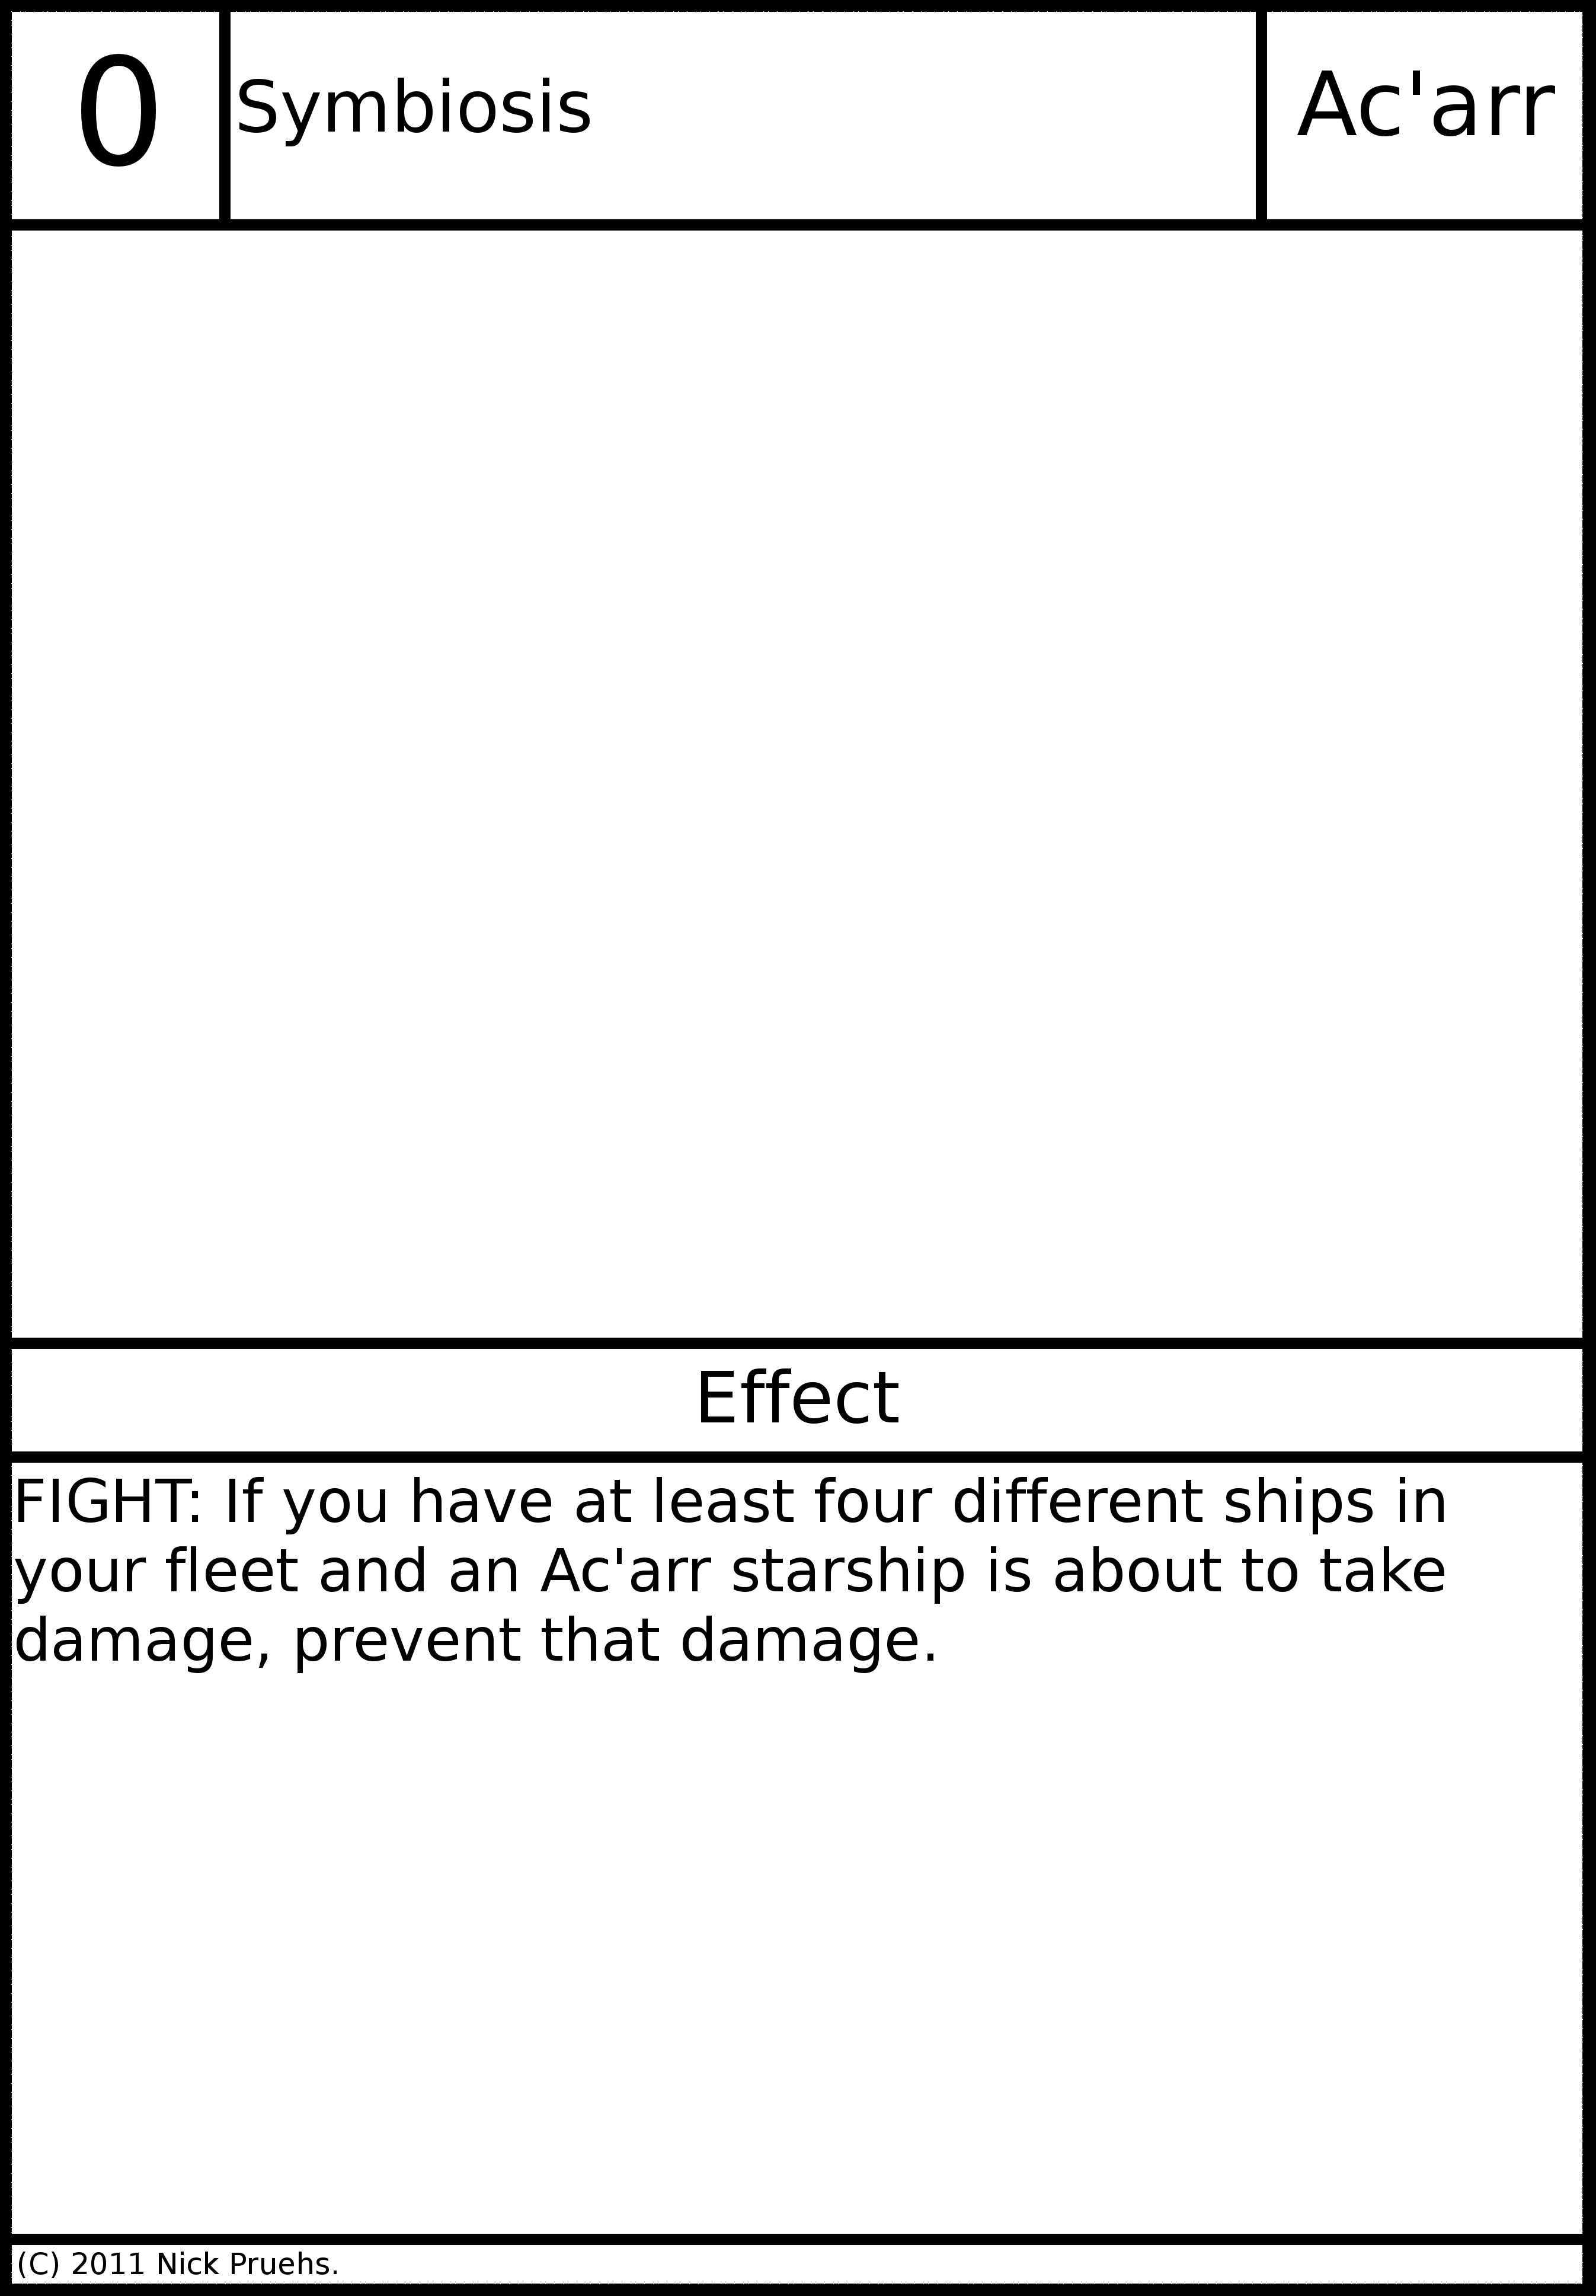 0
Symbiosis
Ac'arr
Effect
FIGHT: If you have at least four different ships in
your fleet and an Ac'arr starship is about to take
damage, prevent that damage.
(C) 2011 Nick Pruehs.